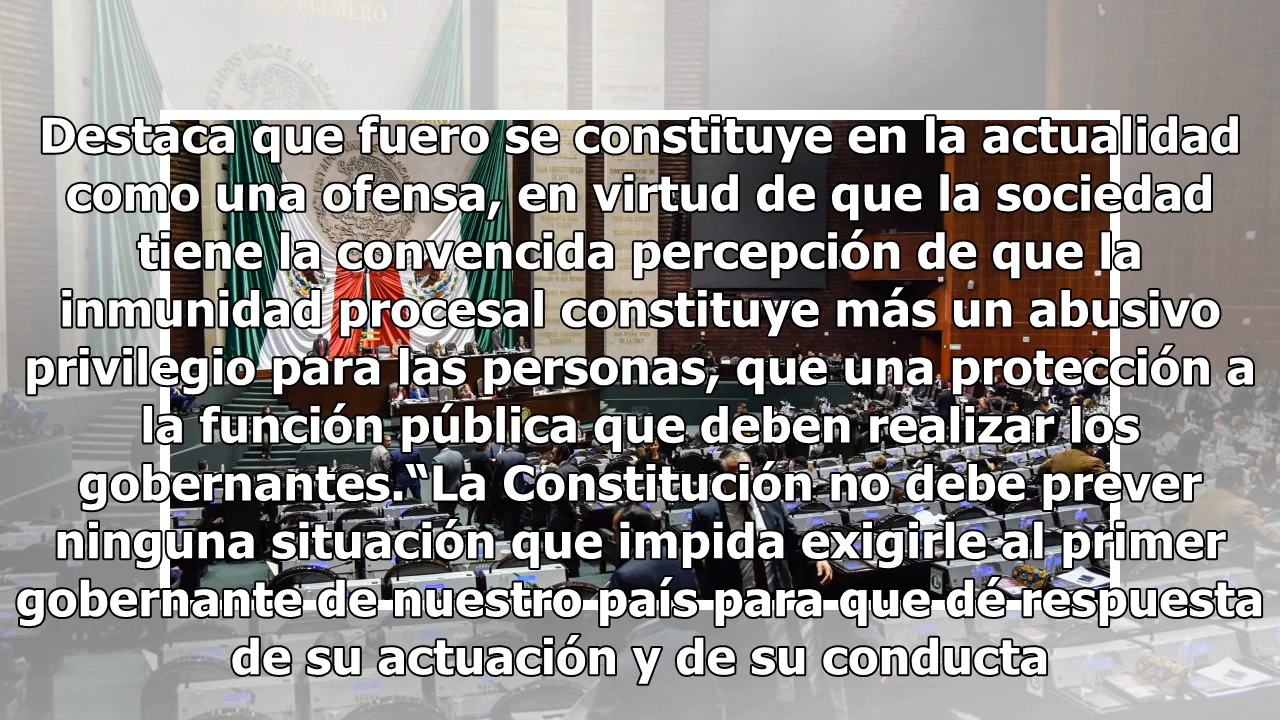 Destaca que fuero se constituye en la actualidad
como una ofensa, en virtud de que la sociedad
tiene la convencida percepción de que la
inmunidad procesal constituye más un abusivo
privilegio para las personas, que una protección a
la función pública que deben realizar los
gobernantes.“La Constitución no debe prever
ninguna situación que impida exigirle al primer
gobernante de nuestro país para que dé respuesta
de su actuación y de su conducta